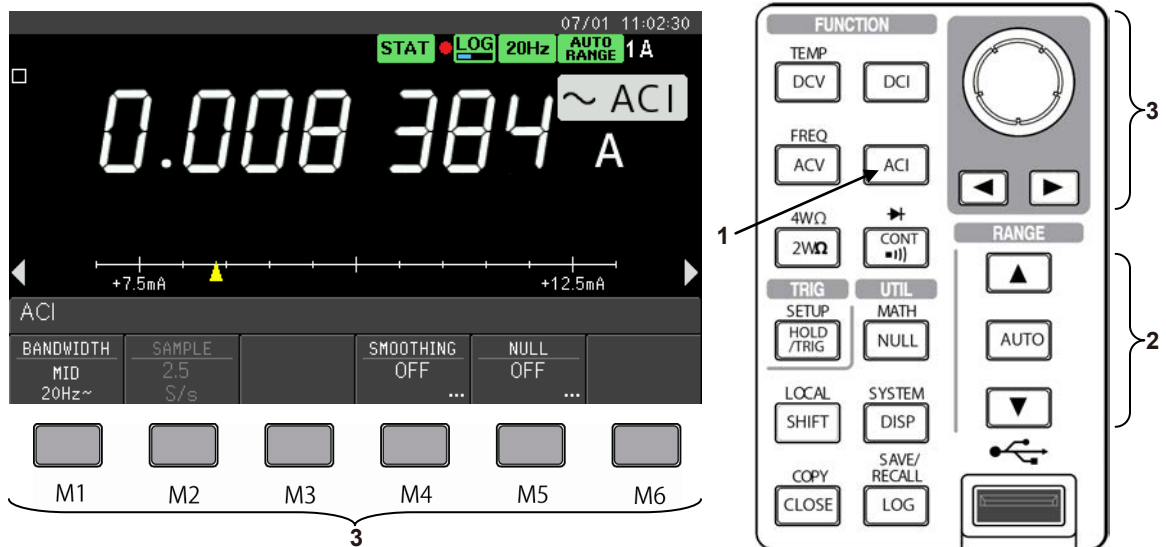 07/01 11:02:30
STAT LOG 20Hz AUTO RANGE 1A
0.008 384 A
~ ACI
+7.5mA +12.5mA
ACI
BANDWIDTH MID 20Hz~
SAMPLE 2.5 S/s
SMOOTHING OFF ...
NULL OFF ...
M1 M2 M3 M4 M5 M6
3
FUNCTION
TEMP
DCV DCI
FREQ
ACV ACI
1
4WΩ
2WΩ CONT
TRIG UTIL
SETUP MATH
HOLD /TRIG NULL
LOCAL SYSTEM
SHIFT DISP
COPY SAVE/ RECALL
CLOSE LOG
3
RANGE
AUTO
2